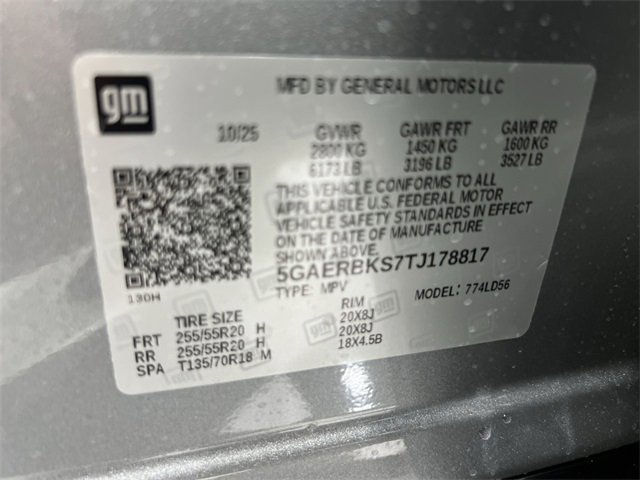 gm
MFD BY GENERAL MOTORS LLC
10/25 GVWR GAWR FRT GAWR RR
2800 KG 1450 KG 1600 KG
6173 LB 3196 LB 3527 LB
THIS VEHICLE CONFORMS TO ALL
APPLICABLE U.S. FEDERAL MOTOR
VEHICLE SAFETY STANDARDS IN EFFECT
ON THE DATE OF MANUFACTURE
5GAERBKS7TJ178817
TYPE: MPV MODEL: 774LD56
130H
TIRE SIZE RIM
FRT 255/55R20 H 20X8J
RR 255/55R20 H 20X8J
SPA T135/70R18 M 18X4.5B